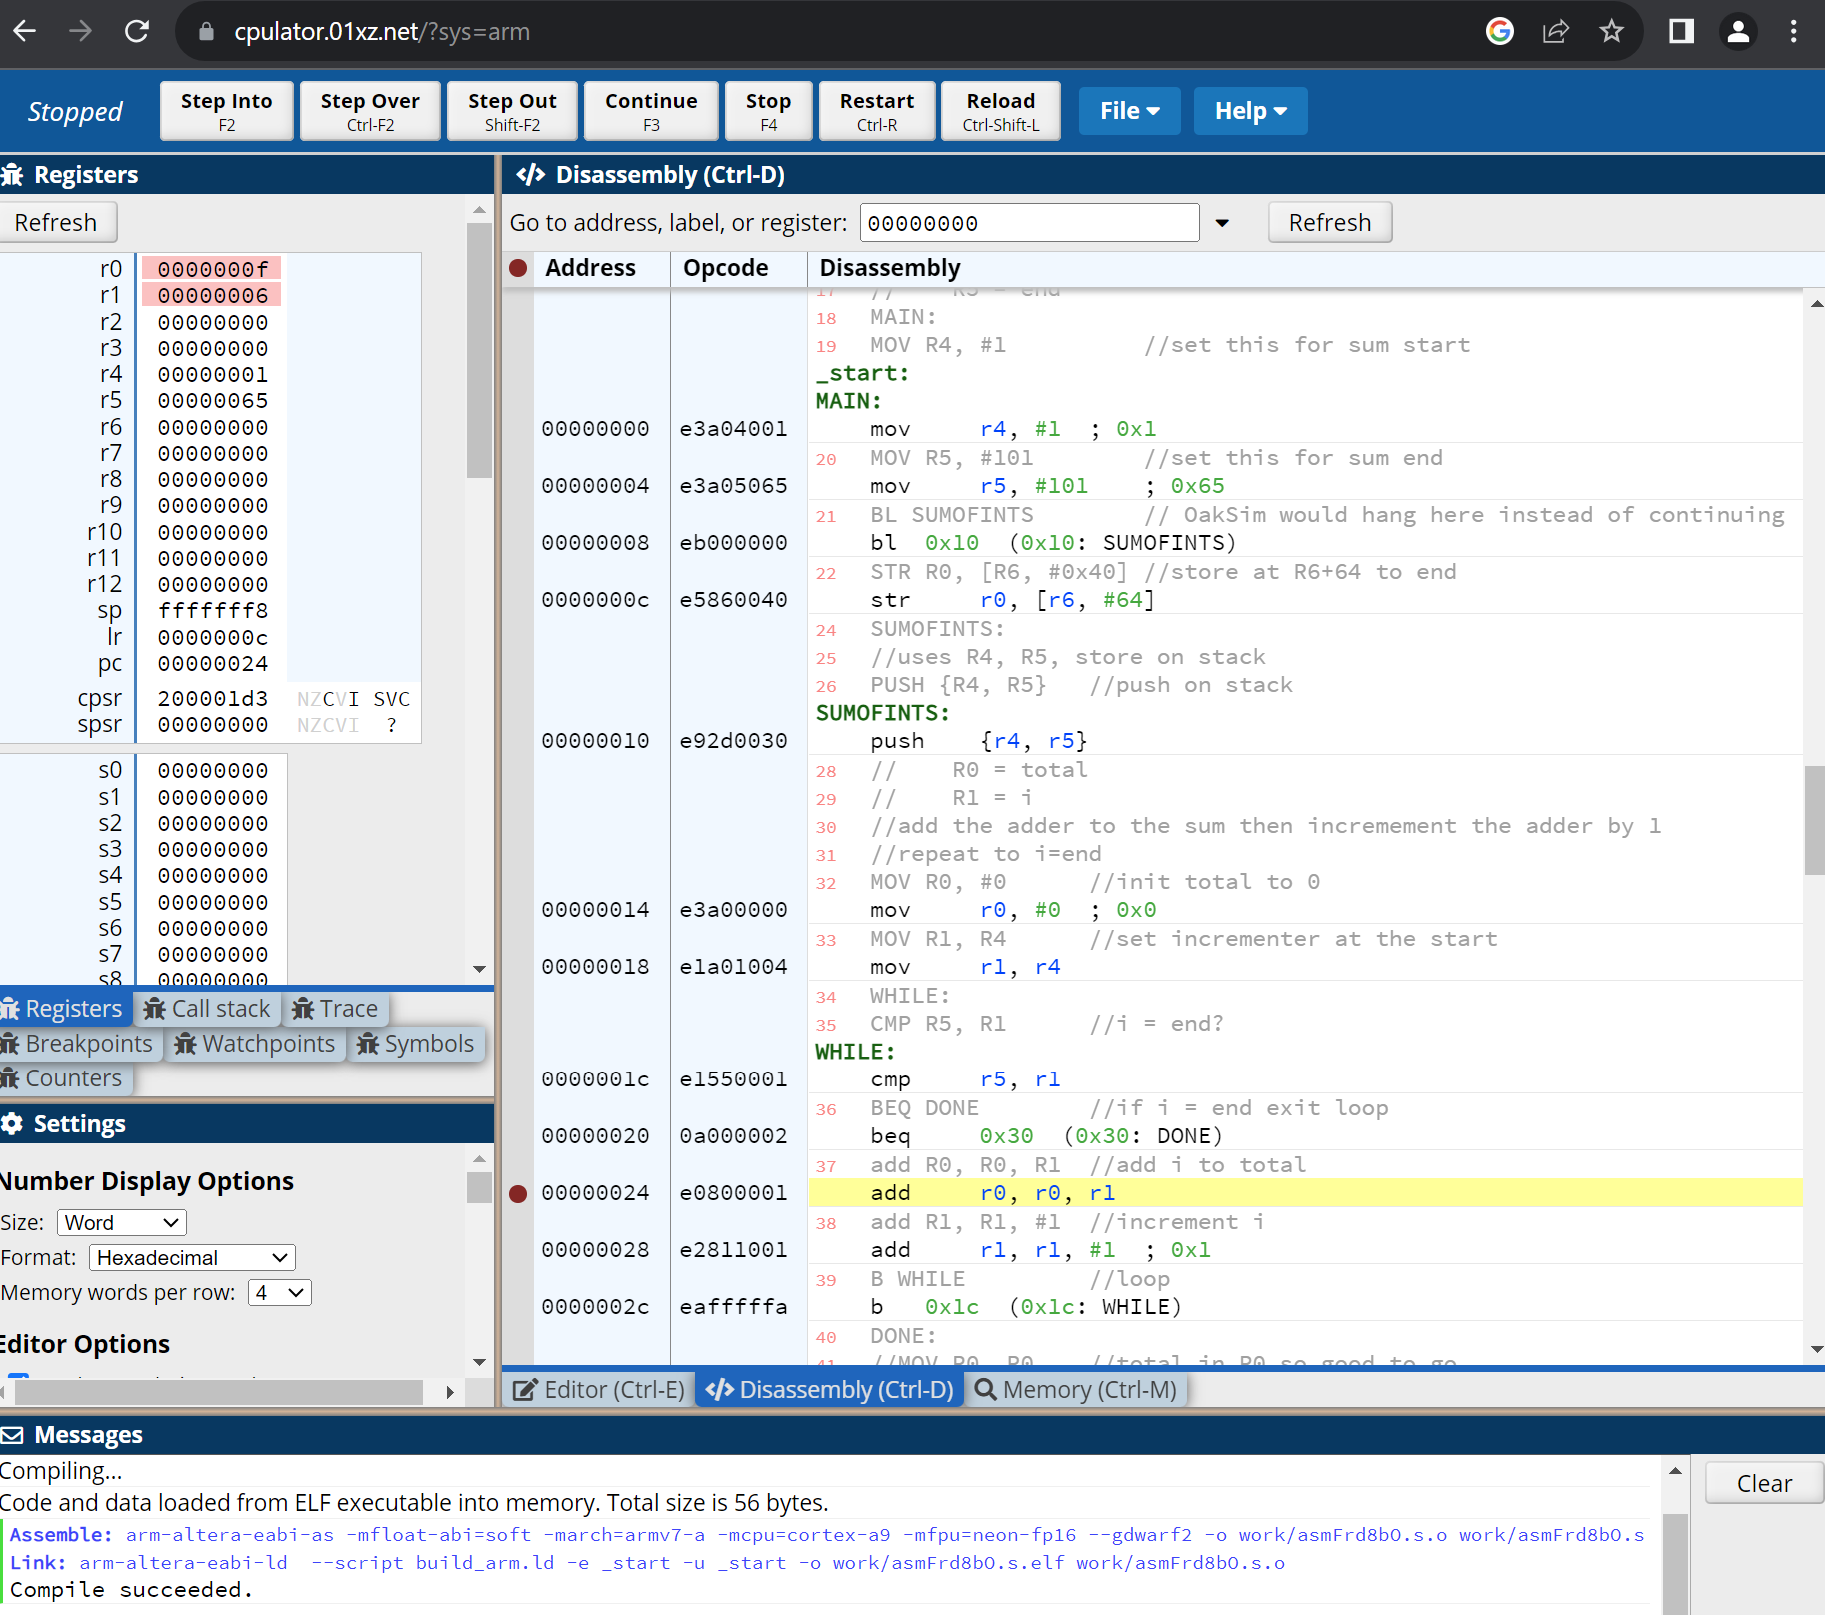 cpulator.01xz.net/?sys=arm
Stopped
Step Into
F2
Step Over
Ctrl-F2
Step Out
Shift-F2
Continue
F3
Stop
F4
Restart
Ctrl-R
Reload
Ctrl-Shift-L
File
Help
Registers
Refresh
r0 0000000f
r1 00000006
r2 00000000
r3 00000000
r4 00000001
r5 00000065
r6 00000000
r7 00000000
r8 00000000
r9 00000000
r10 00000000
r11 00000000
r12 00000000
sp fffffff8
lr 0000000c
pc 00000024
cpsr 200001d3 NZCVI SVC
spsr 00000000 NZCVI ?
s0 00000000
s1 00000000
s2 00000000
s3 00000000
s4 00000000
s5 00000000
s6 00000000
s7 00000000
s8 00000000
Registers Call stack Trace
Breakpoints Watchpoints Symbols
Counters
Settings
Number Display Options
Size: Word
Format: Hexadecimal
Memory words per row: 4
Editor Options
Disassembly (Ctrl-D)
Go to address, label, or register: 00000000 Refresh
Address Opcode Disassembly
17 // R5 = end
18 MAIN:
19 MOV R4, #1 //set this for sum start
_start:
MAIN:
00000000 e3a04001 mov r4, #1 ; 0x1
20 MOV R5, #101 //set this for sum end
00000004 e3a05065 mov r5, #101 ; 0x65
21 BL SUMOFINTS // OakSim would hang here instead of continuing
00000008 eb000000 bl 0x10 (0x10: SUMOFINTS)
22 STR R0, [R6, #0x40] //store at R6+64 to end
0000000c e5860040 str r0, [r6, #64]
24 SUMOFINTS:
25 //uses R4, R5, store on stack
26 PUSH {R4, R5} //push on stack
SUMOFINTS:
00000010 e92d0030 push {r4, r5}
28 // R0 = total
29 // R1 = i
30 //add the adder to the sum then incremement the adder by 1
31 //repeat to i=end
32 MOV R0, #0 //init total to 0
00000014 e3a00000 mov r0, #0 ; 0x0
33 MOV R1, R4 //set incrementer at the start
00000018 e1a01004 mov r1, r4
34 WHILE:
35 CMP R5, R1 //i = end?
WHILE:
0000001c e1550001 cmp r5, r1
36 BEQ DONE //if i = end exit loop
00000020 0a000002 beq 0x30 (0x30: DONE)
37 add R0, R0, R1 //add i to total
00000024 e0800001 add r0, r0, r1
38 add R1, R1, #1 //increment i
00000028 e2811001 add r1, r1, #1 ; 0x1
39 B WHILE //loop
0000002c eafffffa b 0x1c (0x1c: WHILE)
40 DONE:
41 //MOV R0, R0 //total in R0 so good to go
Editor (Ctrl-E) Disassembly (Ctrl-D) Memory (Ctrl-M)
Messages
Clear
Compiling...
Code and data loaded from ELF executable into memory. Total size is 56 bytes.
Assemble: arm-altera-eabi-as -mfloat-abi=soft -march=armv7-a -mcpu=cortex-a9 -mfpu=neon-fp16 --gdwarf2 -o work/asmFrd8bO.s.o work/asmFrd8bO.s
Link: arm-altera-eabi-ld --script build_arm.ld -e _start -u _start -o work/asmFrd8bO.s.elf work/asmFrd8bO.s.o
Compile succeeded.